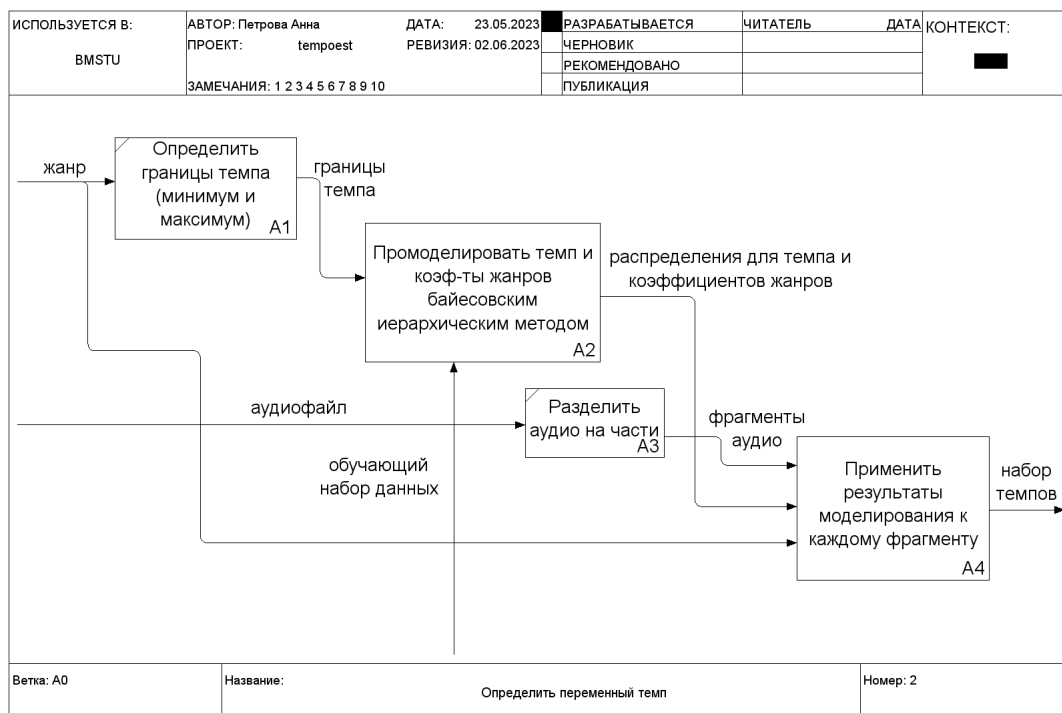 ИСПОЛЬЗУЕТСЯ В:
BMSTU
АВТОР: Петрова Анна
ДАТА: 23.05.2023
ПРОЕКТ: tempoest
РЕВИЗИЯ: 02.06.2023
ЗАМЕЧАНИЯ: 1 2 3 4 5 6 7 8 9 10
РАЗРАБАТЫВАЕТСЯ
ЧЕРНОВИК
РЕКОМЕНДОВАНО
ПУБЛИКАЦИЯ
ЧИТАТЕЛЬ
ДАТА
КОНТЕКСТ:
жанр
Определить
границы темпа
(минимум и
максимум)
A1
границы
темпа
Промоделировать темп и
коэф-ты жанров
байесовским
иерархическим методом
A2
распределения для темпа и
коэффициентов жанров
аудиофайл
Разделить
аудио на части
A3
фрагменты
аудио
обучающий
набор данных
Применить
результаты
моделирования к
каждому фрагменту
A4
набор
темпов
Ветка: A0
Название:
Определить переменный темп
Номер: 2